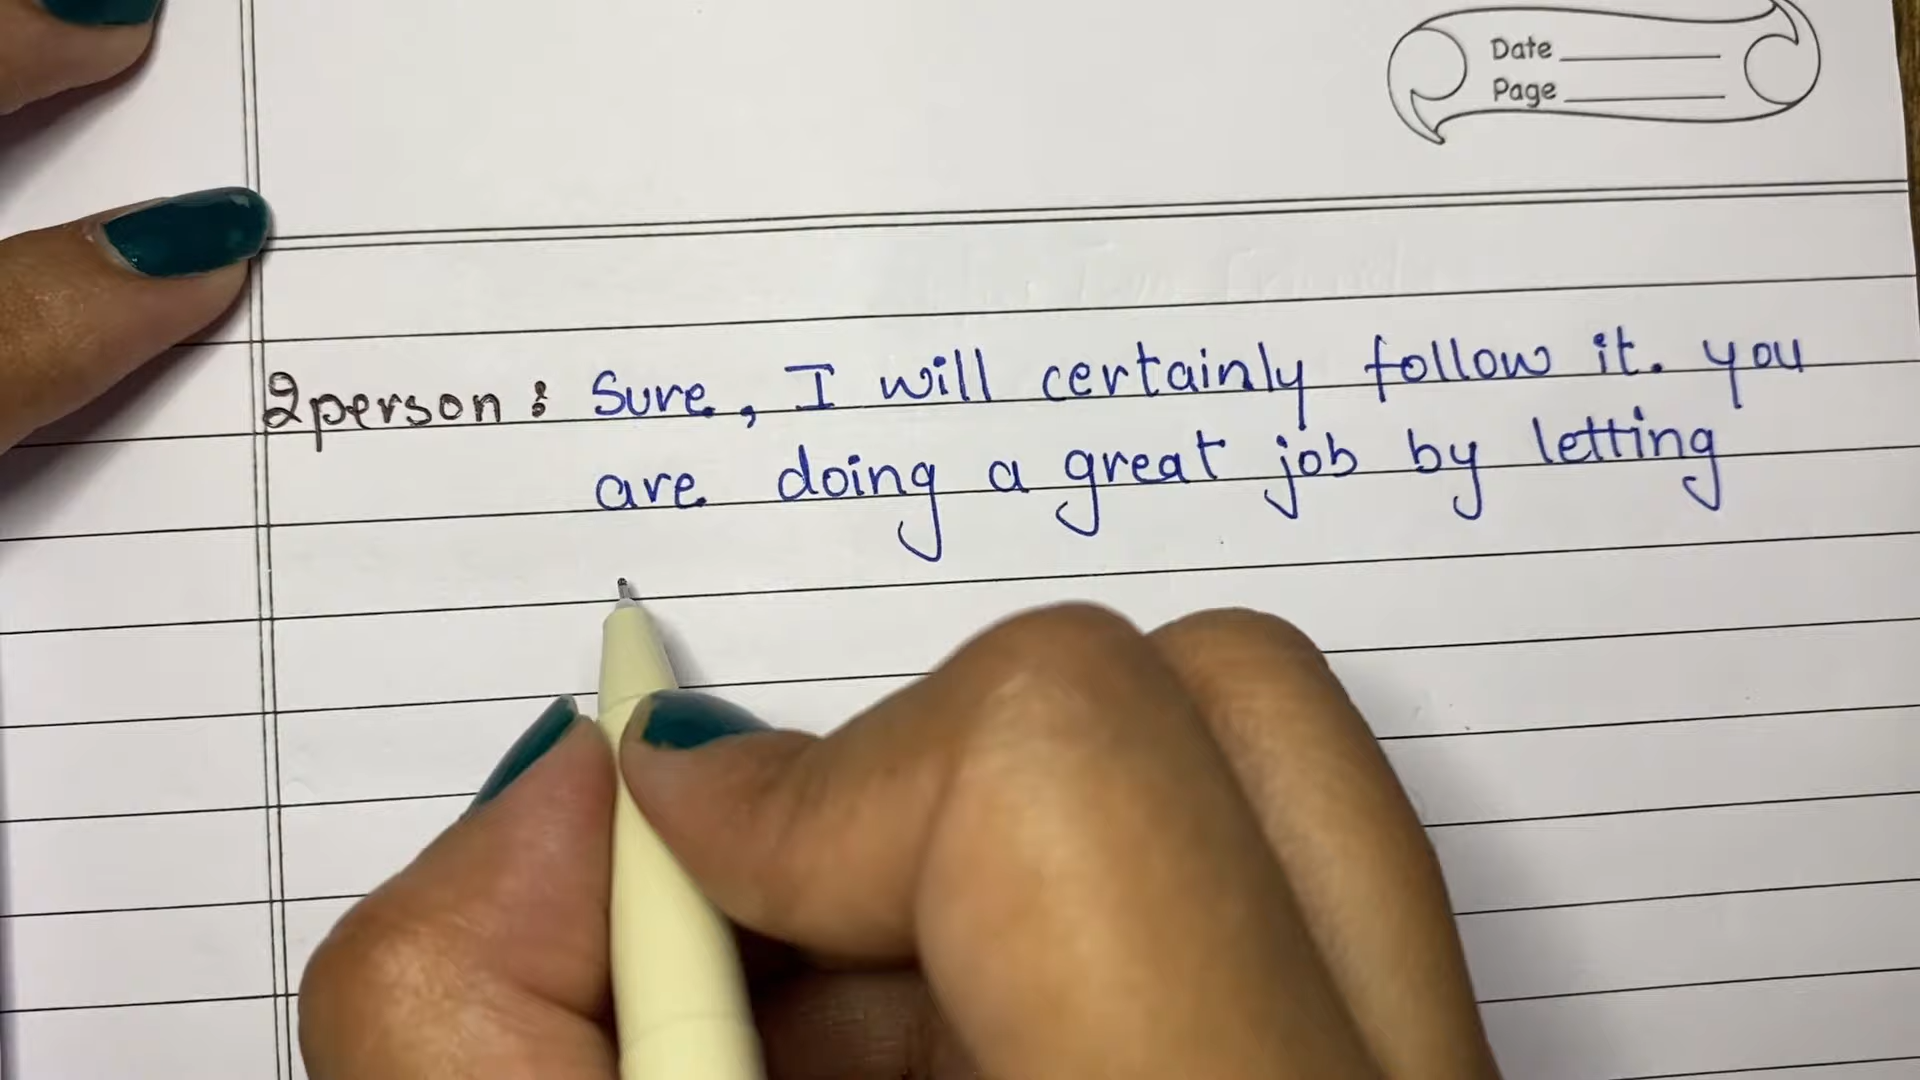 Date
Page
2person : Sure, I will certainly follow it. you
are doing a great job by letting